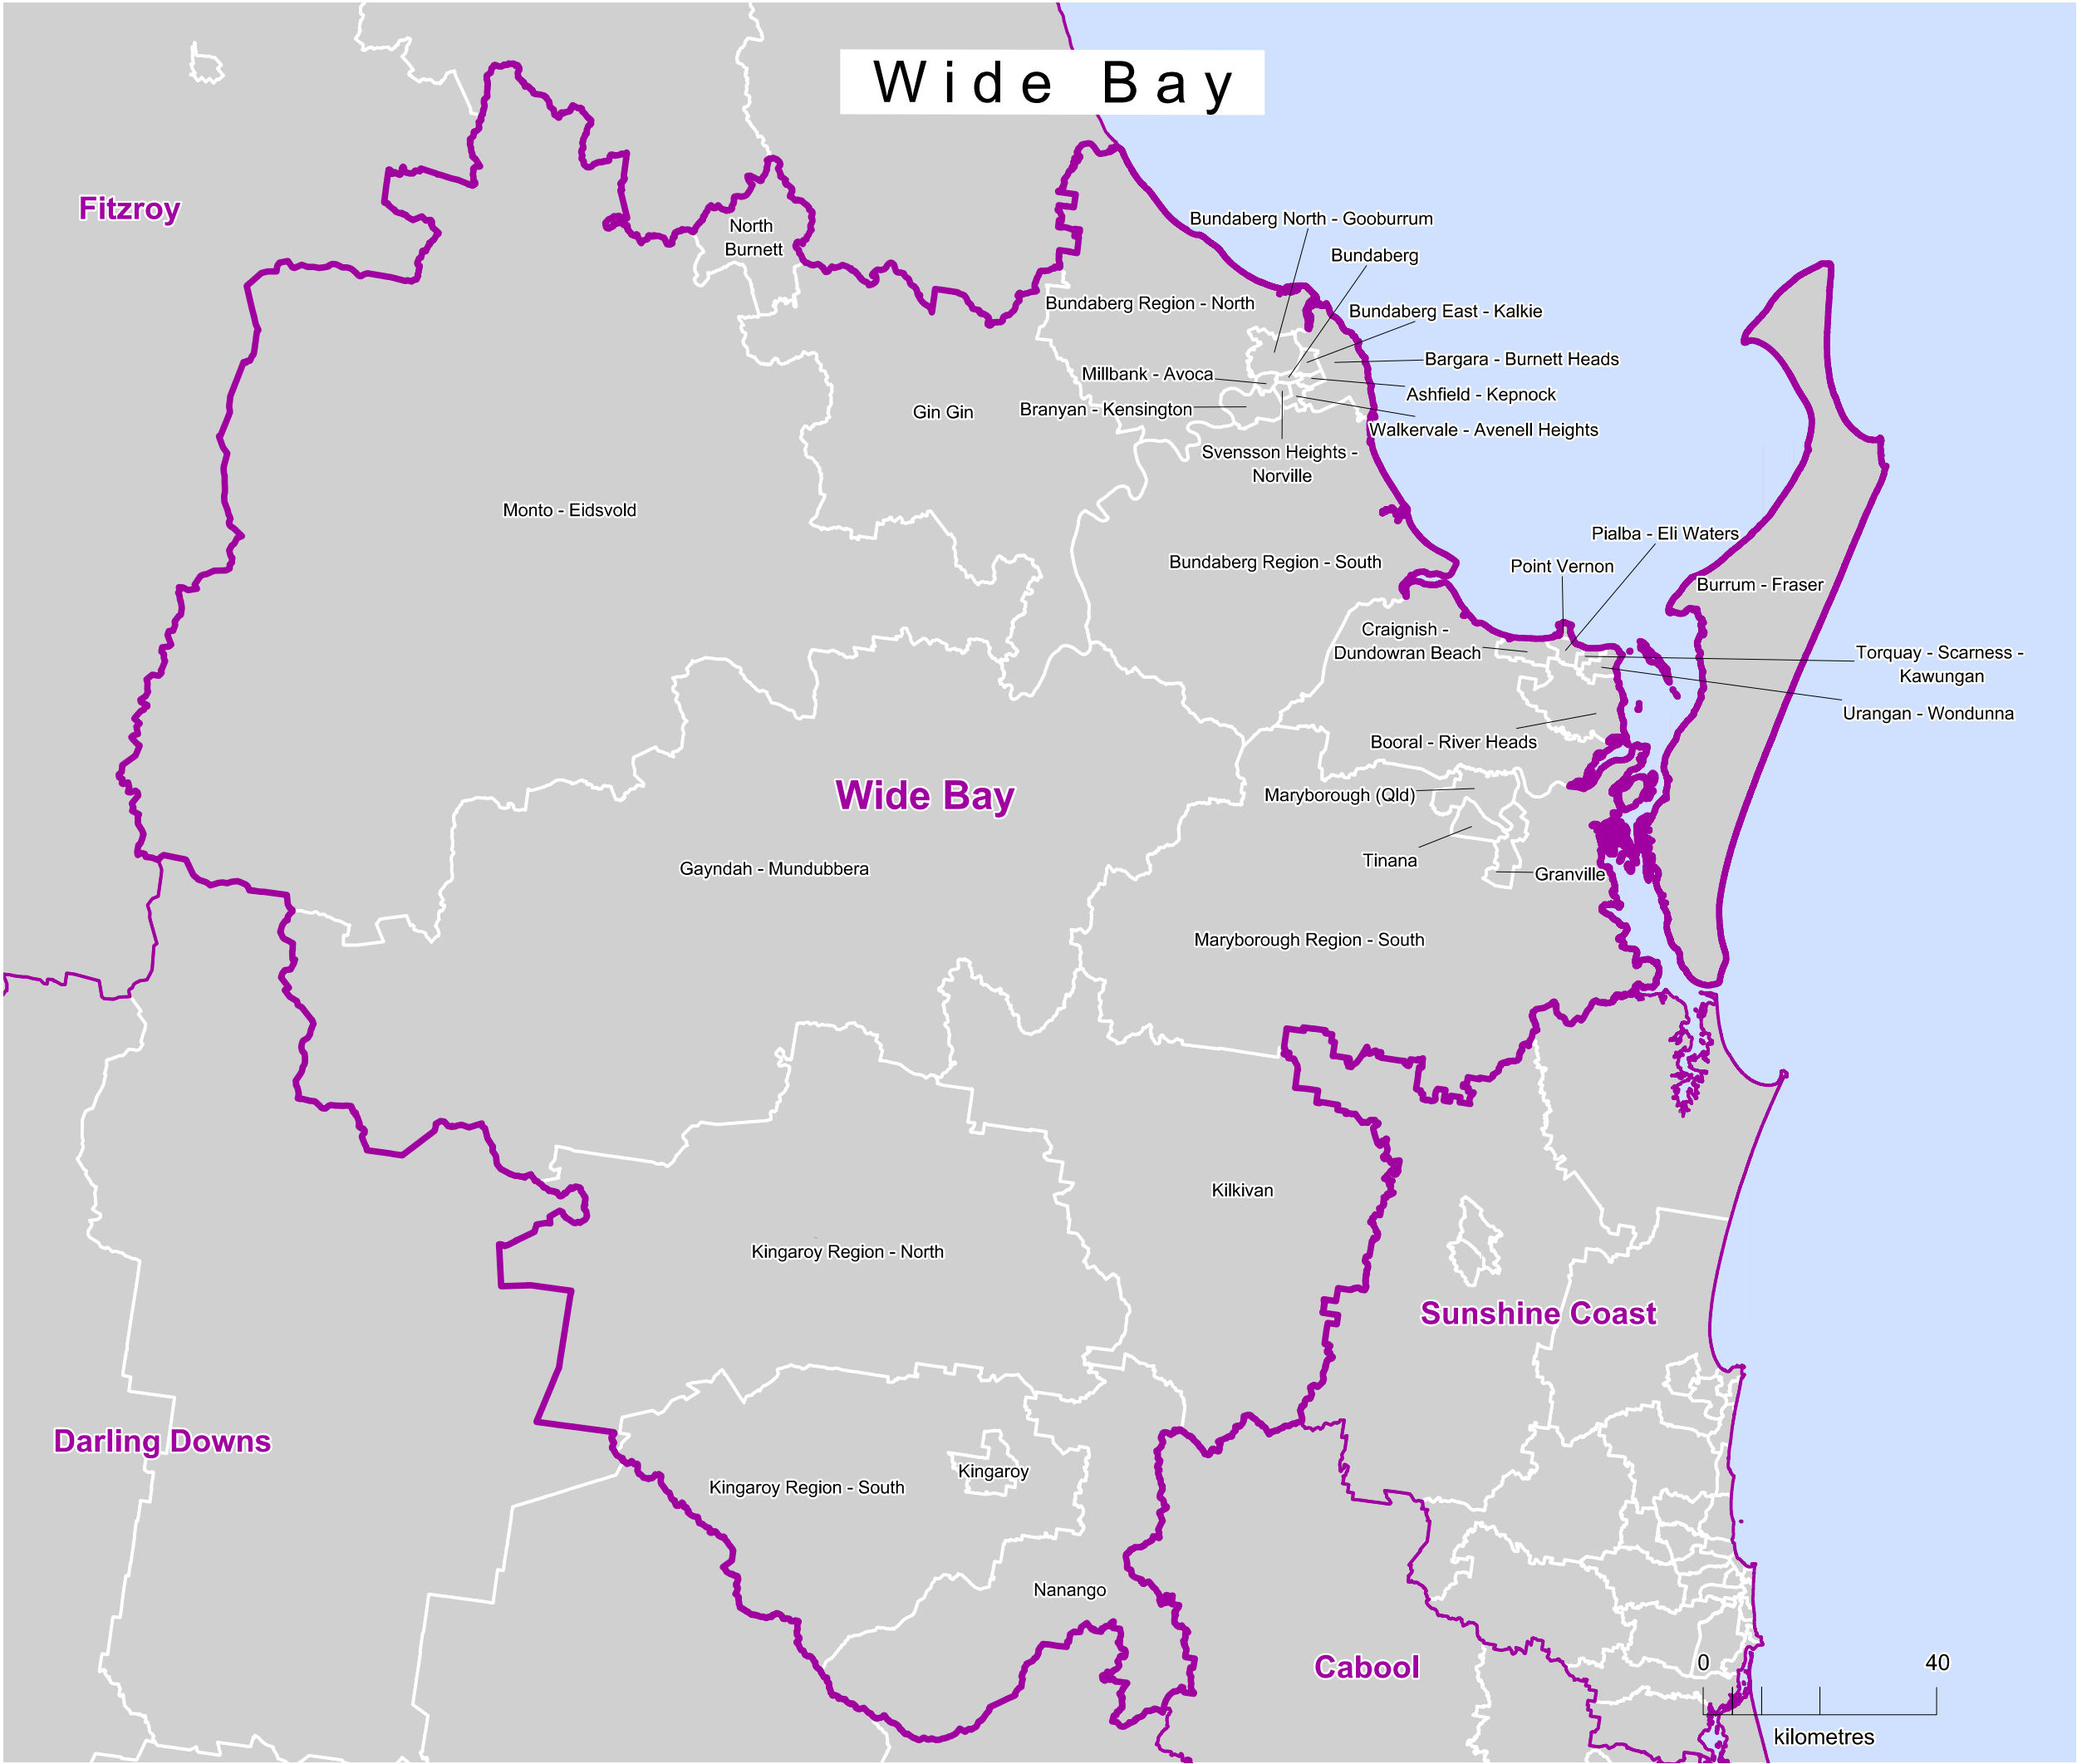 Wide Bay
Fitzroy
North
Burnett
Bundaberg North - Gooburrum
Bundaberg
Bundaberg Region - North
Bundaberg East - Kalkie
Bargara - Burnett Heads
Millbank - Avoca
Ashfield - Kepnock
Branyan - Kensington
Gin Gin
Walkervale - Avenell Heights
Svensson Heights -
Norville
Monto - Eidsvold
Pialba - Eli Waters
Bundaberg Region - South
Point Vernon
Burrum - Fraser
Craignish -
Dundowran Beach
Torquay - Scarness -
Kawungan
Urangan - Wondunna
Booral - River Heads
Wide Bay
Maryborough (Qld)
Tinana
Gayndah - Mundubbera
Granville
Maryborough Region - South
Kilkivan
Kingaroy Region - North
Sunshine Coast
Darling Downs
Kingaroy
Kingaroy Region - South
Nanango
Cabool
0 40
kilometres